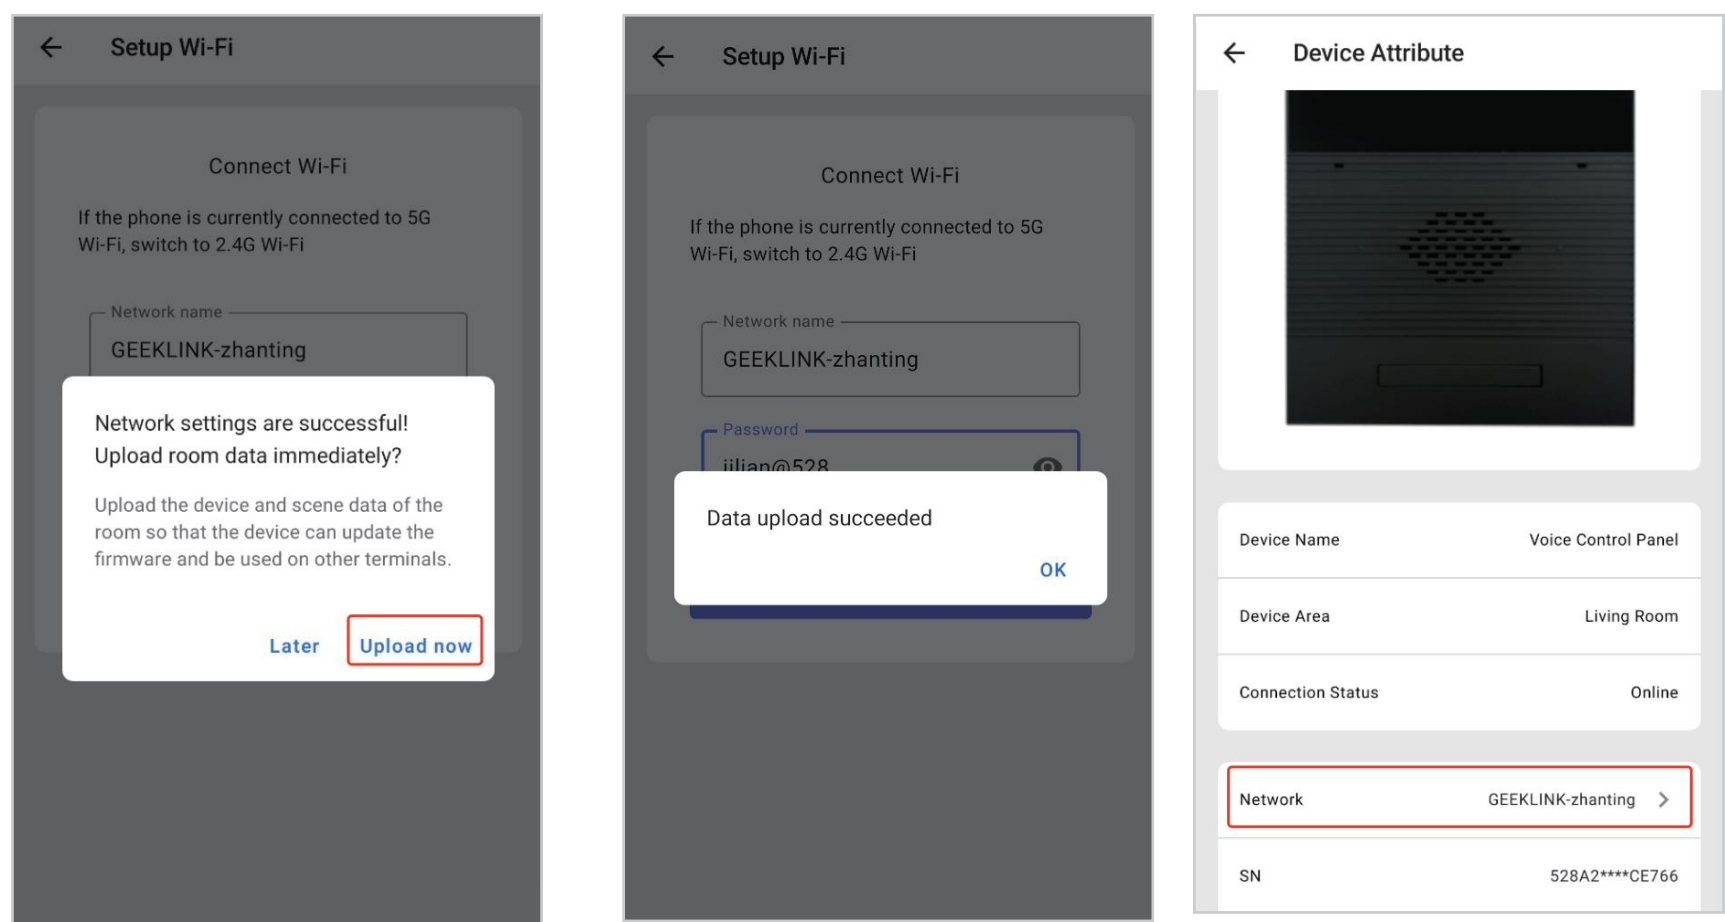 Setup Wi-Fi
Connect Wi-Fi
If the phone is currently connected to 5G
Wi-Fi, switch to 2.4G Wi-Fi
Network name
GEEKLINK-zhanting
Network settings are successful!
Upload room data immediately?
Upload the device and scene data of the
room so that the device can update the
firmware and be used on other terminals.
Later Upload now
Setup Wi-Fi
Connect Wi-Fi
If the phone is currently connected to 5G
Wi-Fi, switch to 2.4G Wi-Fi
Network name
GEEKLINK-zhanting
Password
Data upload succeeded
OK
Device Attribute
Device Name Voice Control Panel
Device Area Living Room
Connection Status Online
Network GEEKLINK-zhanting
SN 528A2****CE766